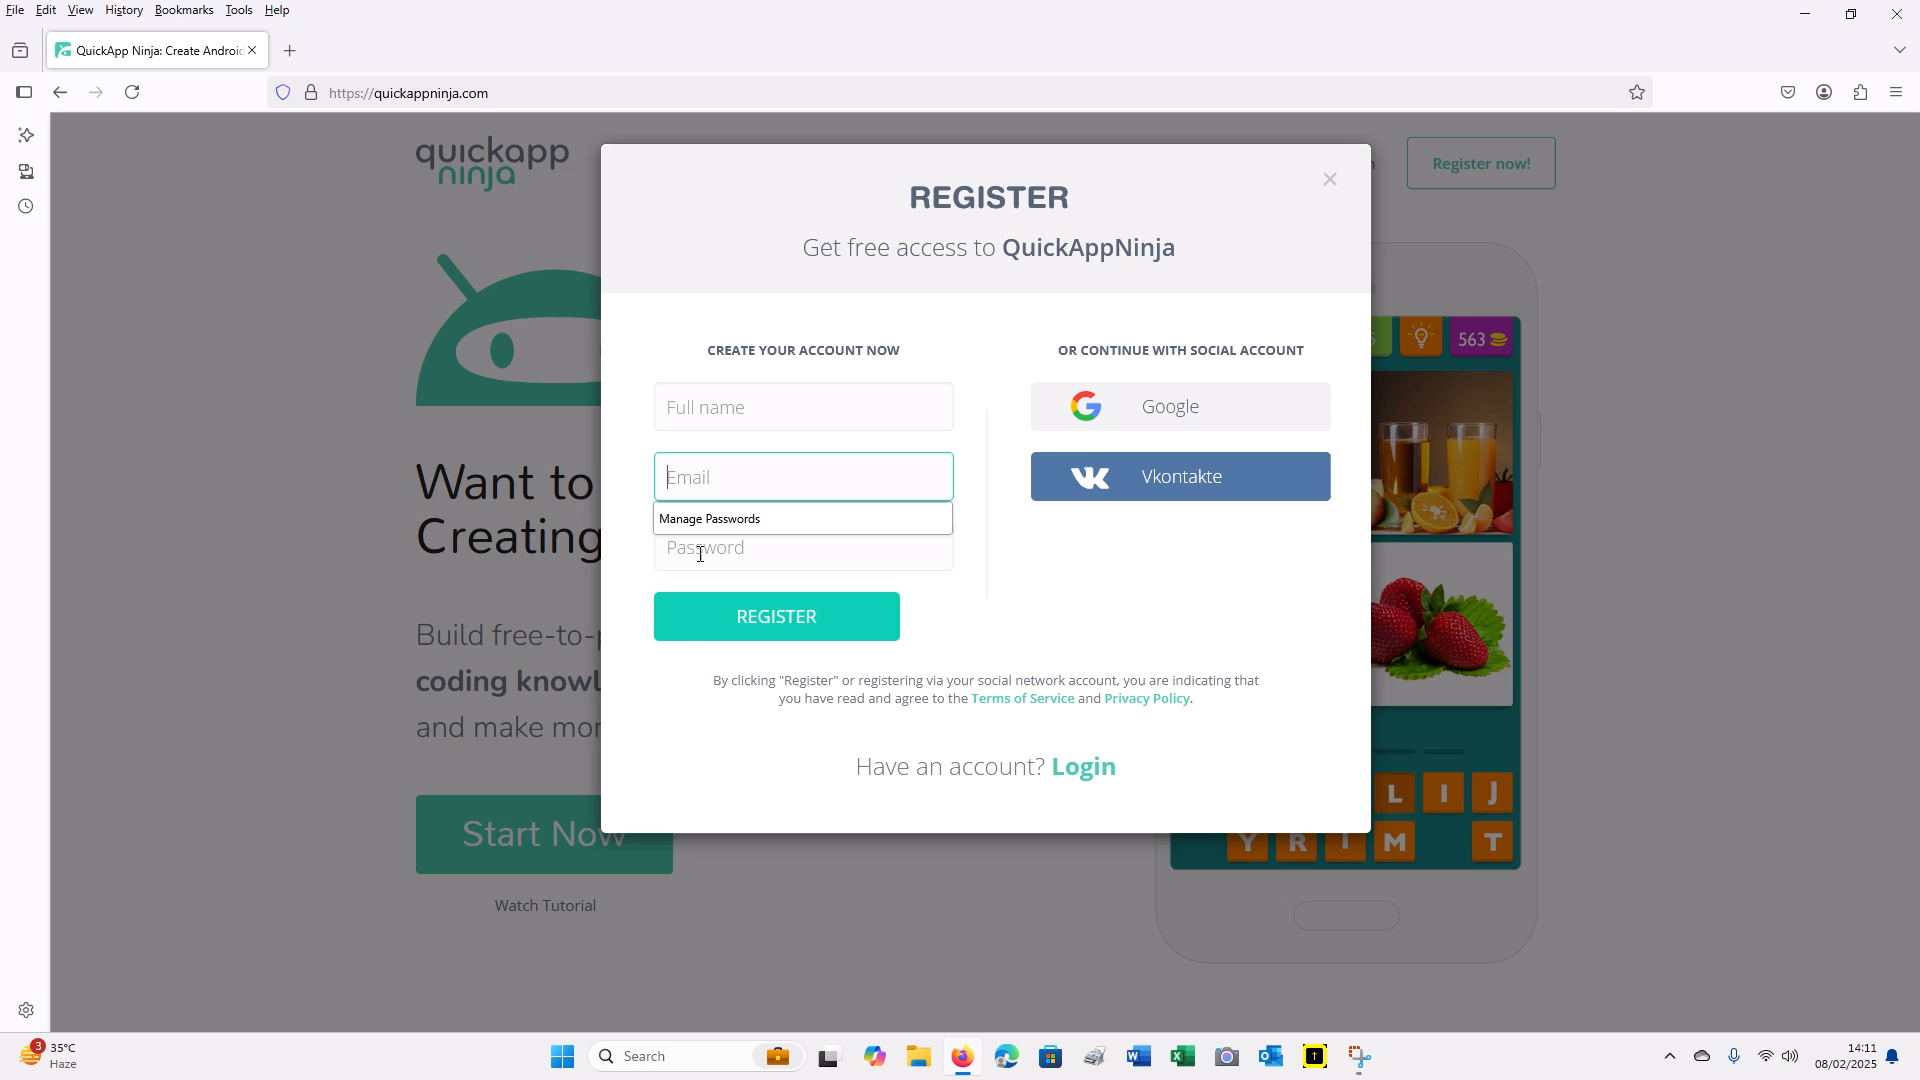 File Edit View History Bookmarks Tools Help
QuickApp Ninja: Create Android
https://quickappninja.com
quickapp
ninja
Register now!
REGISTER
Get free access to QuickAppNinja
CREATE YOUR ACCOUNT NOW
OR CONTINUE WITH SOCIAL ACCOUNT
Full name
Google
Email
Vkontakte
Manage Passwords
Password
REGISTER
By clicking "Register" or registering via your social network account, you are indicating that
you have read and agree to the Terms of Service and Privacy Policy.
Have an account? Login
Want to
Creating
Build free-to-
coding
and make
Start Now
Watch Tutorial
563
L I J
Y R I M T
3
35°C
Haze
Search
14:11
08/02/2025